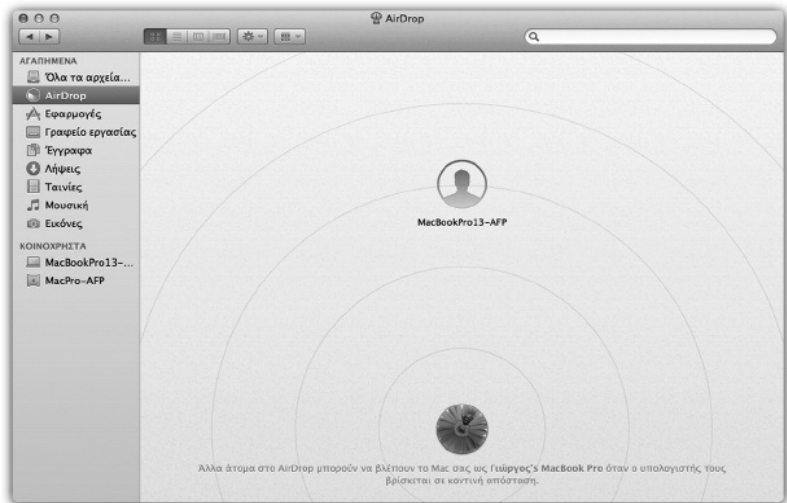 AirDrop
ΑΓΑΠΗΜΕΝΑ
Όλα τα αρχεία...
AirDrop
Εφαρμογές
Γραφείο εργασίας
Έγγραφα
Λήψεις
Ταινίες
Μουσική
Εικόνες
ΚΟΙΝΟΧΡΗΣΤΑ
MacBookPro13-...
MacPro-AFP
MacBookPro13-AFP
Άλλα άτομα στο AirDrop μπορούν να βλέπουν το Mac σας ως Γιώργος's MacBook Pro όταν ο υπολογιστής τους
βρίσκεται σε κοντινή απόσταση.